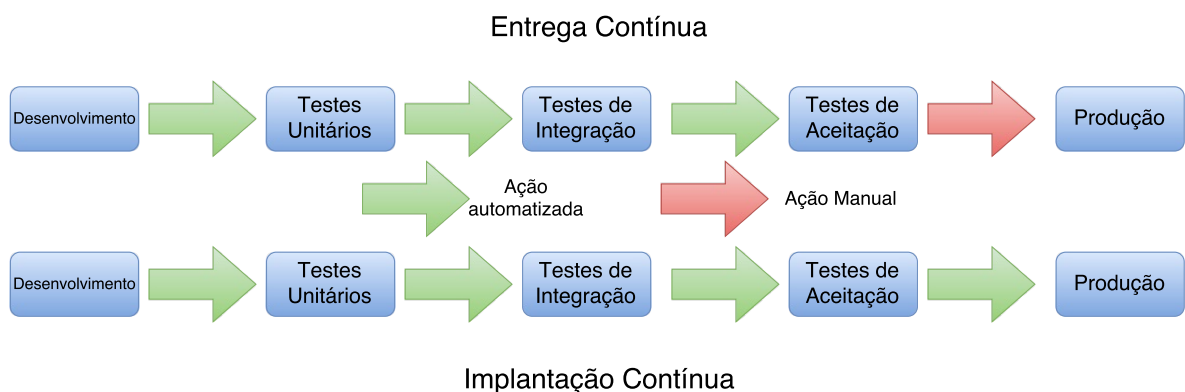 Entrega Contínua
Desenvolvimento
Testes
Unitários
Testes de
Integração
Testes de
Aceitação
Produção
Ação
automatizada
Ação Manual
Desenvolvimento
Testes
Unitários
Testes de
Integração
Testes de
Aceitação
Produção
Implantação Contínua